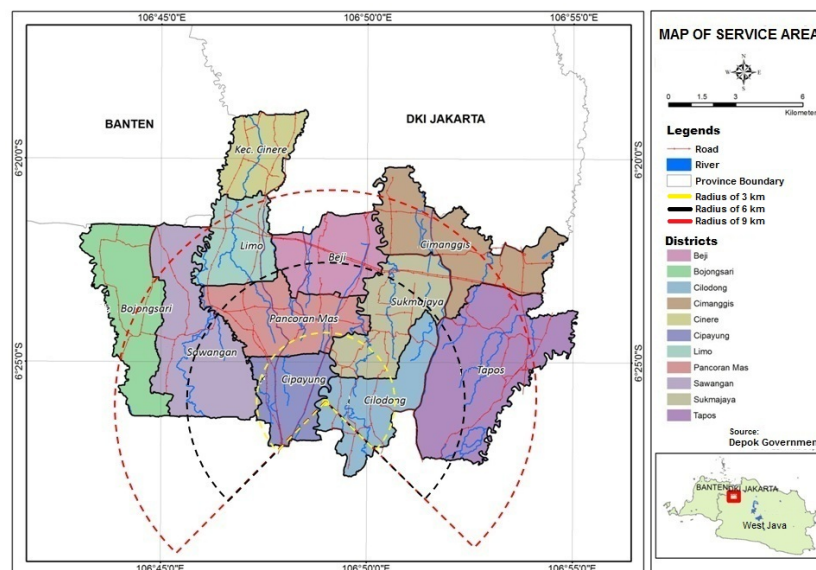 106°45'0"E 106°50'0"E 106°55'0"E
MAP OF SERVICE AREA
N
W E
S
0 1.5 3 6
Kilometer
BANTEN
DKI JAKARTA
Kec. Cinere
Limo
Beji
Cimanggis
Bojongsari
Sukmajaya
Pancoran Mas
Sawangan
Cipayung
Cilodong
Tapos
6°20'0"S 6°20'0"S
6°25'0"S 6°25'0"S
106°45'0"E 106°50'0"E 106°55'0"E
Legends
Road
River
Province Boundary
Radius of 3 km
Radius of 6 km
Radius of 9 km
Districts
Beji
Bojongsari
Cilodong
Cimanggis
Cinere
Cipayung
Limo
Pancoran Mas
Sawangan
Sukmajaya
Tapos
Source:
Depok Governmen
BANTEN DKI JAKARTA
West Java